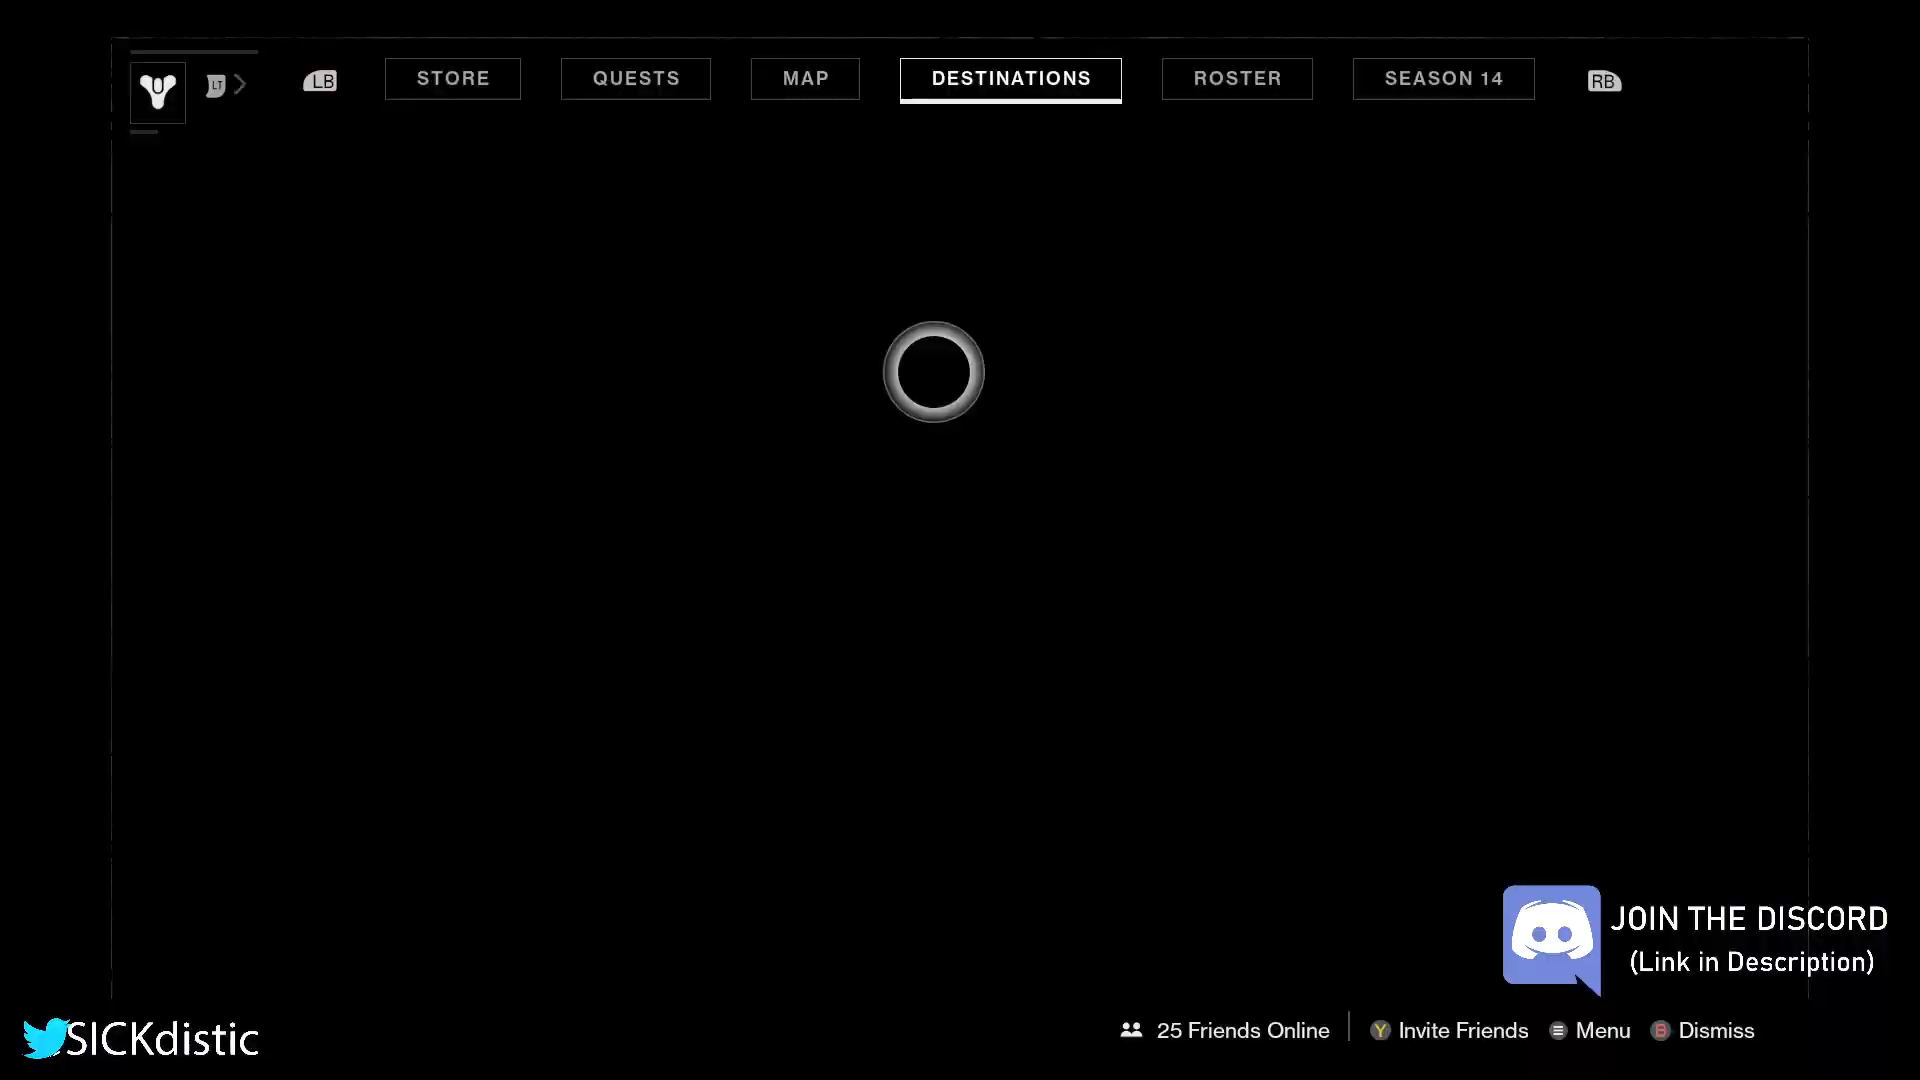 LT
LB
STORE
QUESTS
MAP
DESTINATIONS
ROSTER
SEASON 14
RB
JOIN THE DISCORD
(Link in Description)
SICKdistic
25 Friends Online
Y Invite Friends
Menu
B Dismiss